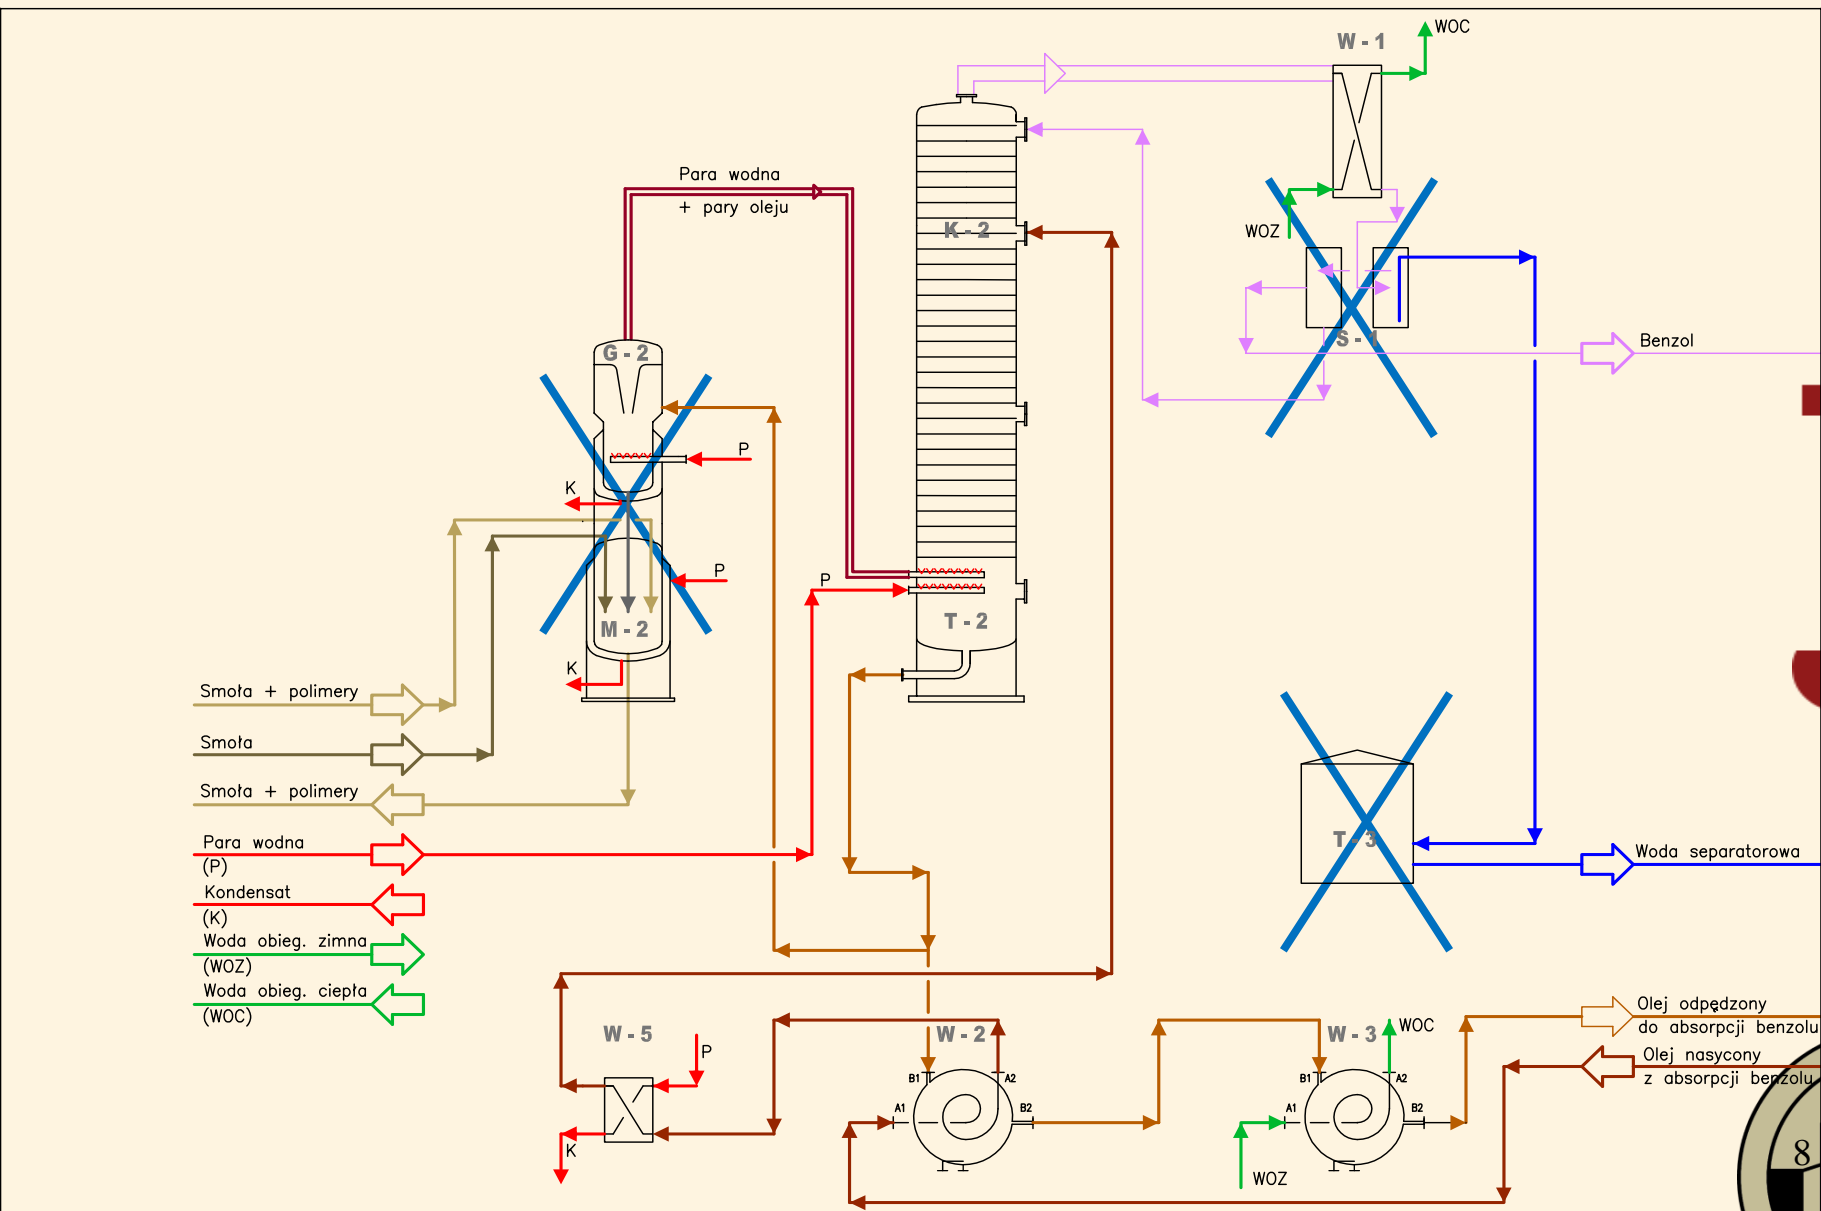 WOC
W - 1
Para wodna
+ pary oleju
K - 2
WOZ
S - 1
Benzol
G - 2
P
K
P
P
T - 2
M - 2
K
Smoła + polimery
Smoła
Smoła + polimery
Para wodna
(P)
Kondensat
(K)
Woda obieg. zimna
(WOZ)
Woda obieg. ciepła
(WOC)
T - 3
Woda separatorowa
Olej odpędzony
do absorpcji benzolu
Olej nasycony
z absorpcji benzolu
W - 5
P
K
W - 2
B1
A2
A1
B2
W - 3
WOC
B1
A2
A1
B2
WOZ
8